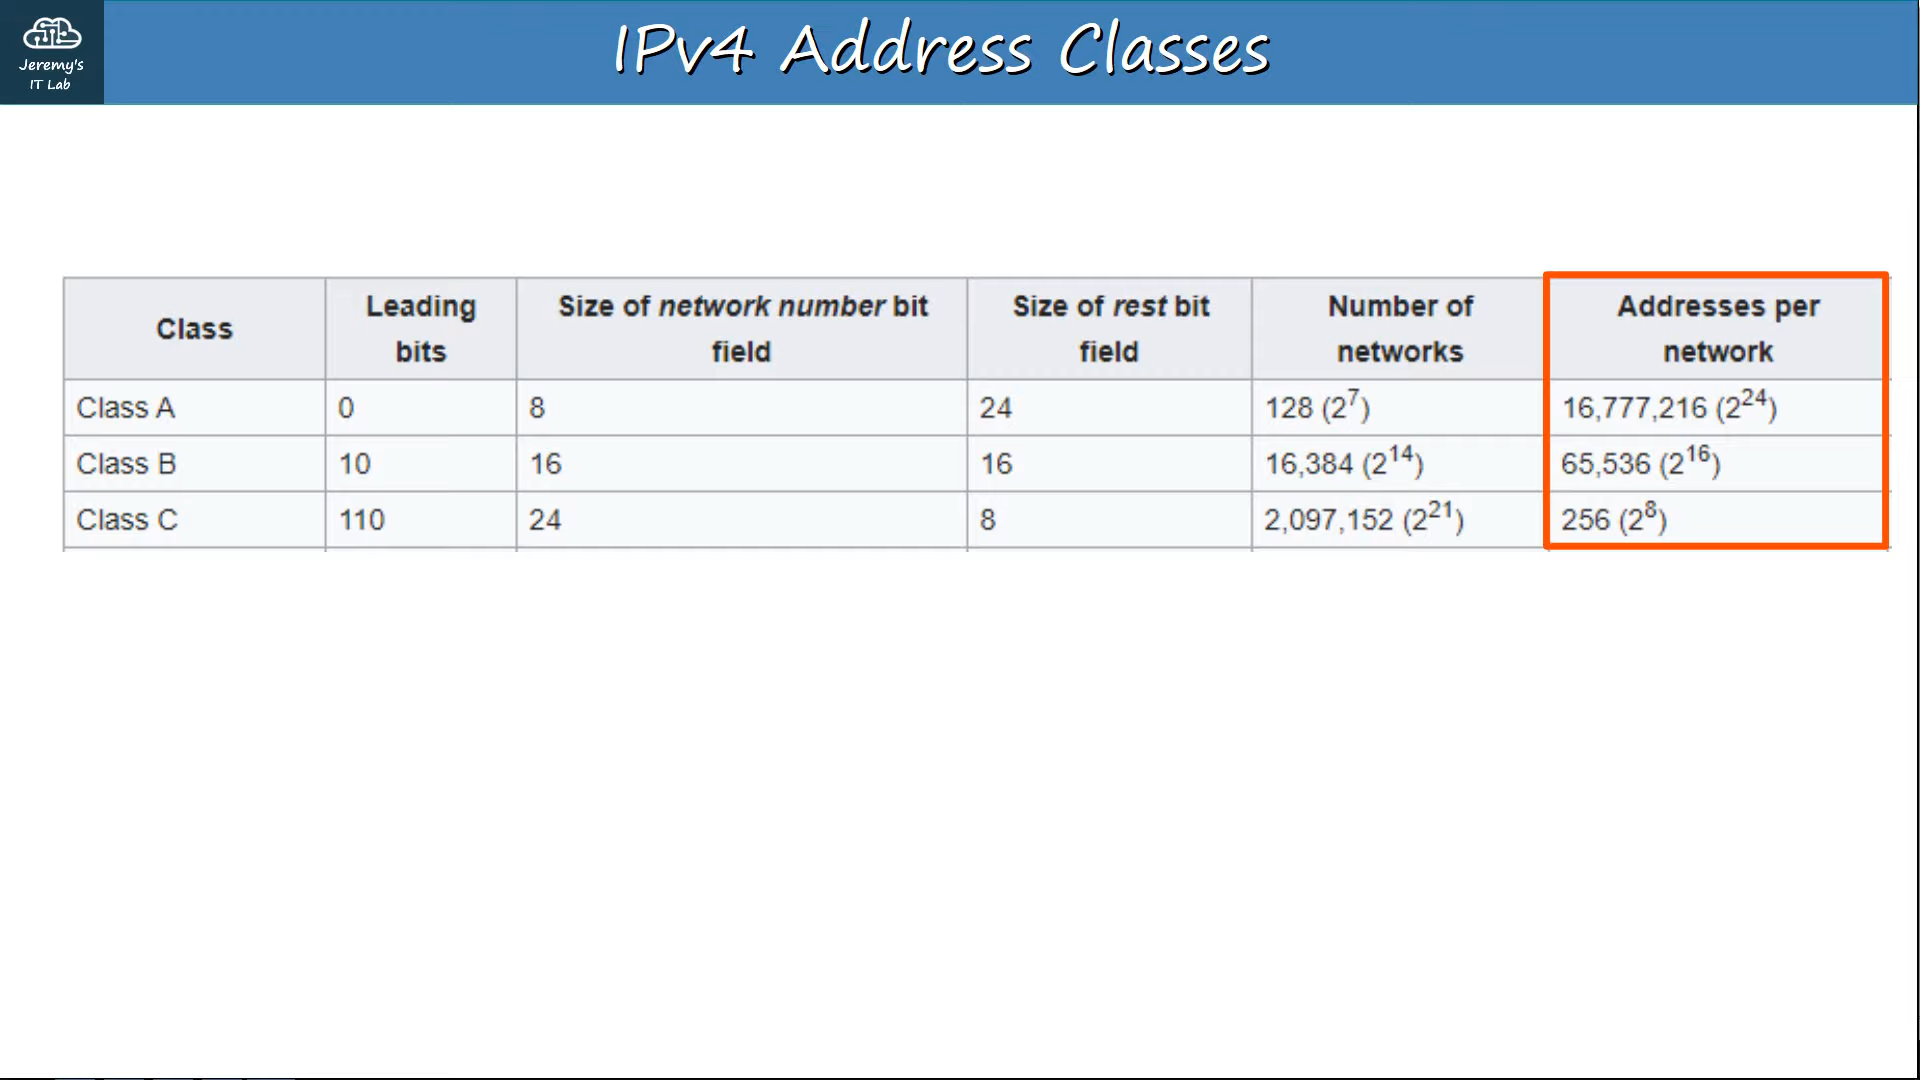 Jeremy's
IT Lab
IPv4 Address Classes
Class
Leading bits
Size of network number bit field
Size of rest bit field
Number of networks
Addresses per network
Class A 0 8 24 128 (2⁷) 16,777,216 (2²⁴)
Class B 10 16 16 16,384 (2¹⁴) 65,536 (2¹⁶)
Class C 110 24 8 2,097,152 (2²¹) 256 (2⁸)